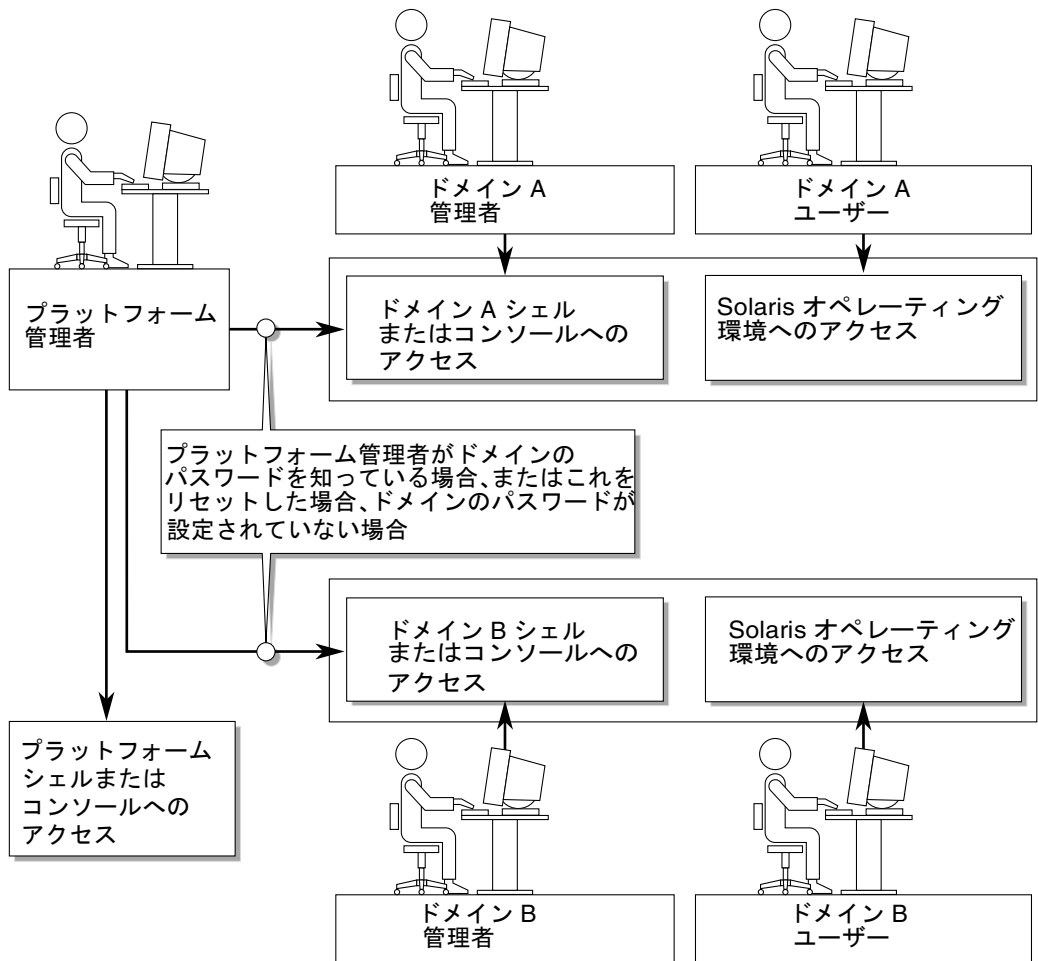 ドメイン A
管理者
ドメイン A
ユーザー
プラットフォーム
管理者
ドメイン A シェル
またはコンソールへの
アクセス
Solaris オペレーティング
環境へのアクセス
プラットフォーム管理者がドメインの
パスワードを知っている場合、またはこれを
リセットした場合、ドメインのパスワードが
設定されていない場合
ドメイン B シェル
またはコンソールへの
アクセス
Solaris オペレーティング
環境へのアクセス
プラットフォーム
シェルまたは
コンソールへの
アクセス
ドメイン B
管理者
ドメイン B
ユーザー